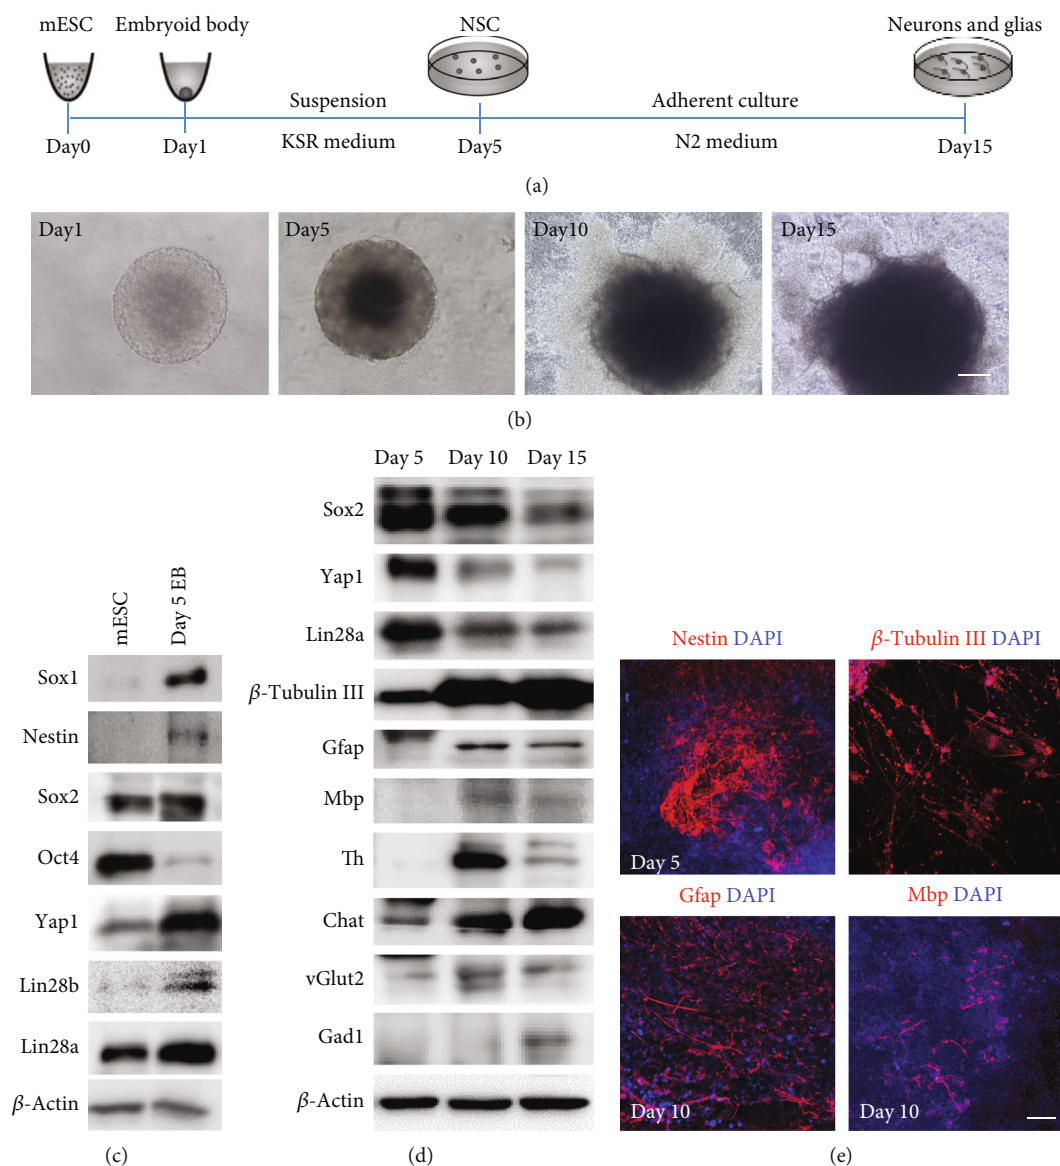 mESC Embryoid body NSC Neurons and glias
Suspension Adherent culture
Day0 Day1 KSR medium Day5 N2 medium Day15
(a)
Day1 Day5 Day10 Day15
(b)
mESC Day 5 EB
Sox1
Nestin
Sox2
Oct4
Yap1
Lin28b
Lin28a
β-Actin
(c)
Day 5 Day 10 Day 15
Sox2
Yap1
Lin28a
β-Tubulin III
Gfap
Mbp
Th
Chat
vGlut2
Gad1
β-Actin
(d)
Nestin DAPI β-Tubulin III DAPI
Day 5
Gfap DAPI Mbp DAPI
Day 10 Day 10
(e)